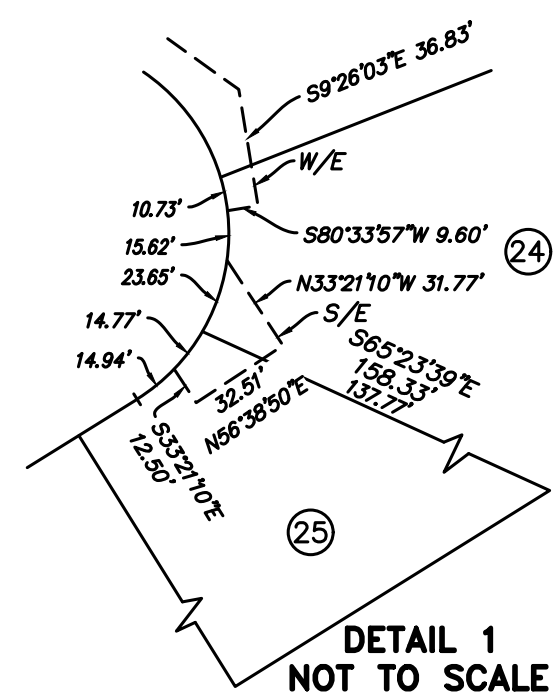 S9°26'03"E 36.83'
W/E
10.73'
S80°33'57"W 9.60'
24
15.62'
23.65'
N33°21'10"W 31.77'
S/E
14.77'
S65°23'39"E
158.33'
137.77'
14.94'
32.51'
N56°38'50"E
S33°21'10"E
12.50'
25
DETAIL 1
NOT TO SCALE